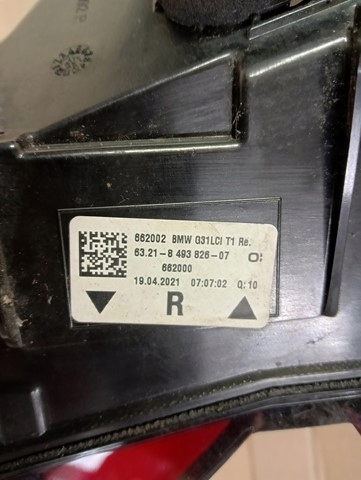 662002 BMW G31LCI T1 Re.
63.21-8 493 826-07 O:
662000
19.04.2021 07:07:02 Q:10
R